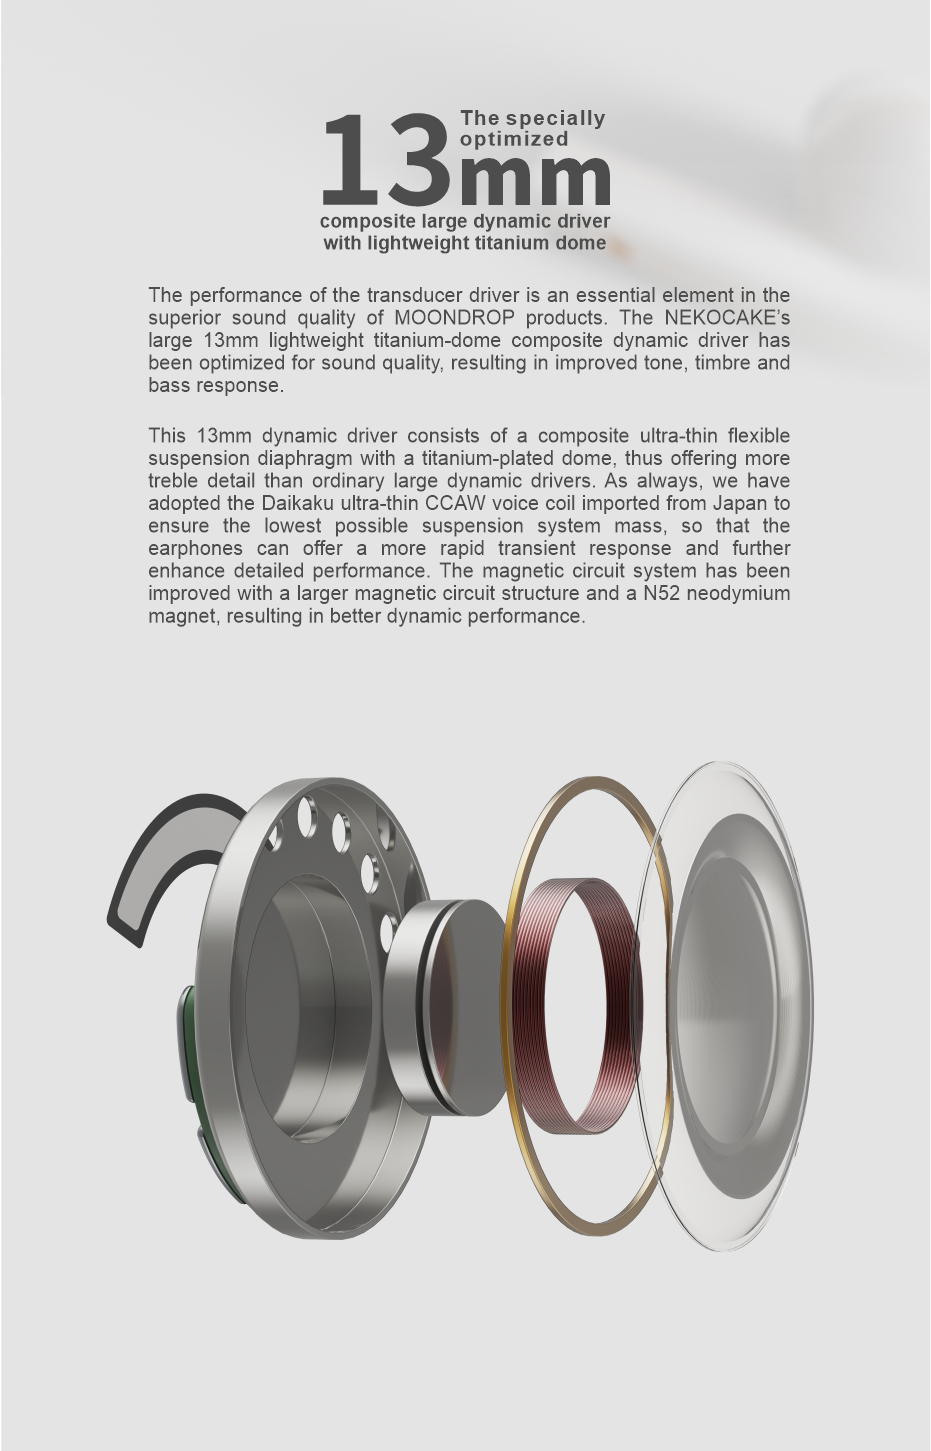 The specially
optimized
13mm
composite large dynamic driver
with lightweight titanium dome
The performance of the transducer driver is an essential element in the
superior sound quality of MOONDROP products. The NEKOCAKE’s
large 13mm lightweight titanium-dome composite dynamic driver has
been optimized for sound quality, resulting in improved tone, timbre and
bass response.
This 13mm dynamic driver consists of a composite ultra-thin flexible
suspension diaphragm with a titanium-plated dome, thus offering more
treble detail than ordinary large dynamic drivers. As always, we have
adopted the Daikaku ultra-thin CCAW voice coil imported from Japan to
ensure the lowest possible suspension system mass, so that the
earphones can offer a more rapid transient response and further
enhance detailed performance. The magnetic circuit system has been
improved with a larger magnetic circuit structure and a N52 neodymium
magnet, resulting in better dynamic performance.